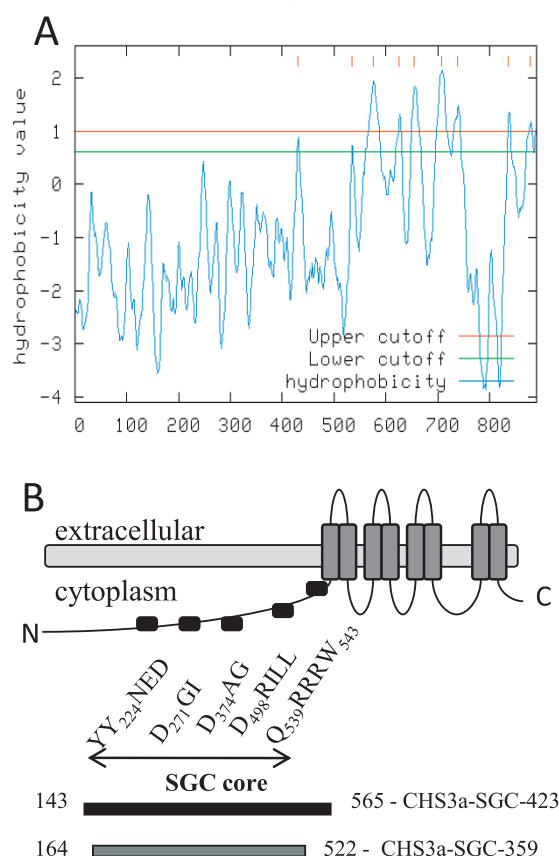 A
hydrophobicity value
2
1
0
-1
-2
-3
-4
Upper cutoff
Lower cutoff
hydrophobicity
0 100 200 300 400 500 600 700 800
B
extracellular
cytoplasm
N
C
YY₂₂₄NED
D₂₇₁GI
D₃₇₄AG
D₄₉₈RILL
Q₅₃₉RRRW₅₄₃
SGC core
143 565 - CHS3a-SGC-423
164 522 - CHS3a-SGC-359